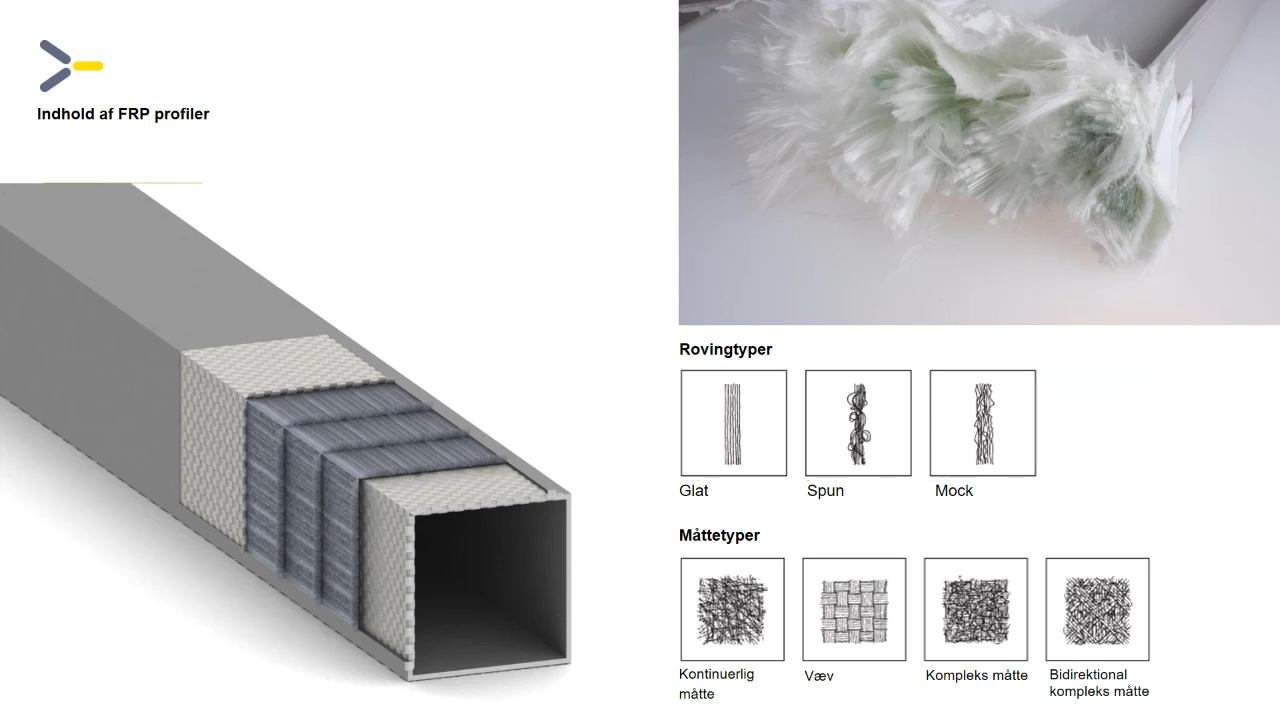 Indhold af FRP profiler
Rovingtyper
Glat
Spun
Mock
Måttetyper
Kontinuerlig
måtte
Væv
Kompleks måtte
Bidirektional
kompleks måtte